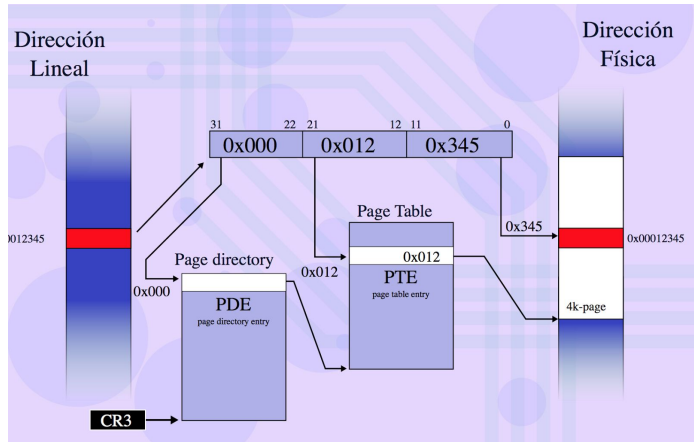 Dirección
Lineal
Dirección
Física
31
22
21
12
11
0
0x000
0x012
0x345
Page Table
0x345
0012345
0x00012345
Page directory
0x012
0x012
0x000
PTE
page table entry
PDE
page directory entry
4k-page
CR3